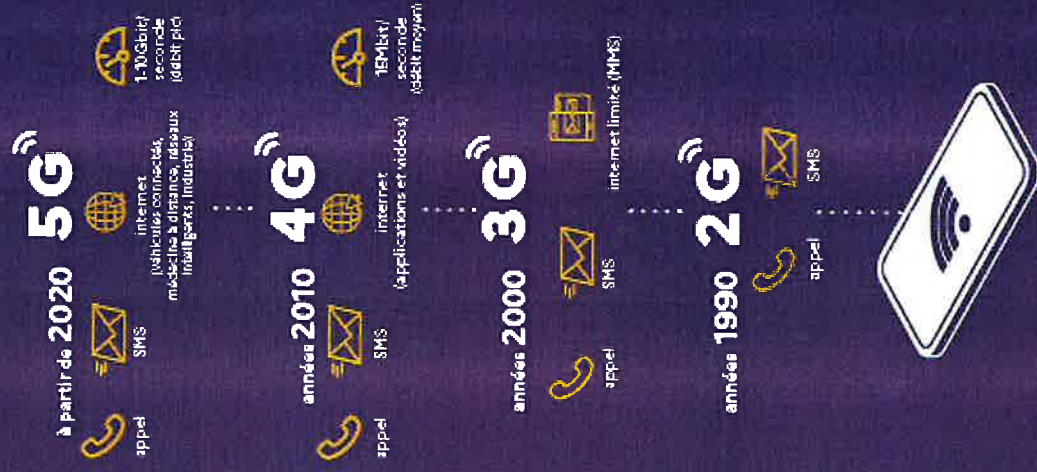 à partir de 2020 5G
appel
SMS
internet
(véhicules connectés,
médecine à distance, réseaux
intelligents, industrie)
1-10Gbit/
seconde
(débit pic)
années 2010 4G
appel
SMS
internet
(applications et vidéos)
seconde
(débit moyen)
années 2000 3G
appel
SMS
internet limité (MMS)
années 1990 2G
appel
SMS